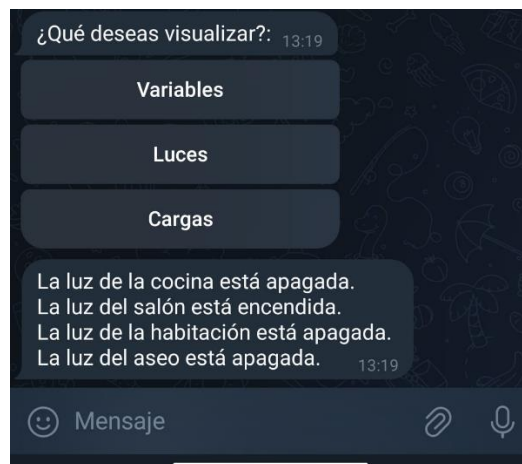 ¿Qué deseas visualizar?: 13:19
Variables
Luces
Cargas
La luz de la cocina está apagada.
La luz del salón está encendida.
La luz de la habitación está apagada.
La luz del aseo está apagada. 13:19
Mensaje